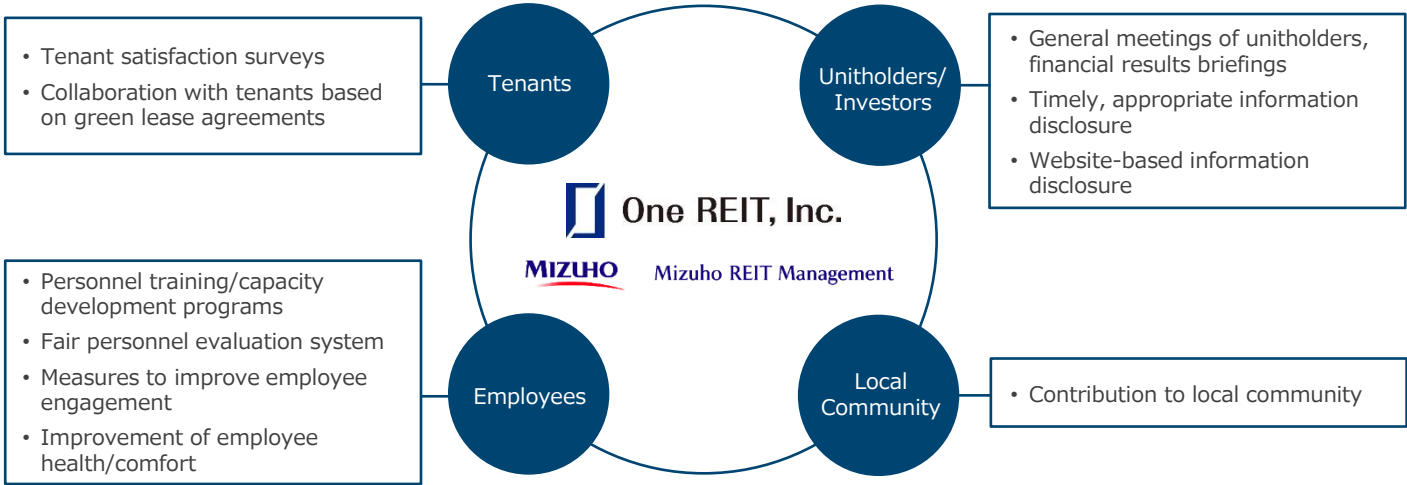 • Tenant satisfaction surveys
• Collaboration with tenants based
on green lease agreements
Tenants
Unitholders/
Investors
• General meetings of unitholders,
financial results briefings
• Timely, appropriate information
disclosure
• Website-based information
disclosure
One REIT, Inc.
MIZUHO Mizuho REIT Management
• Personnel training/capacity
development programs
• Fair personnel evaluation system
• Measures to improve employee
engagement
• Improvement of employee
health/comfort
Employees
Local
Community
• Contribution to local community